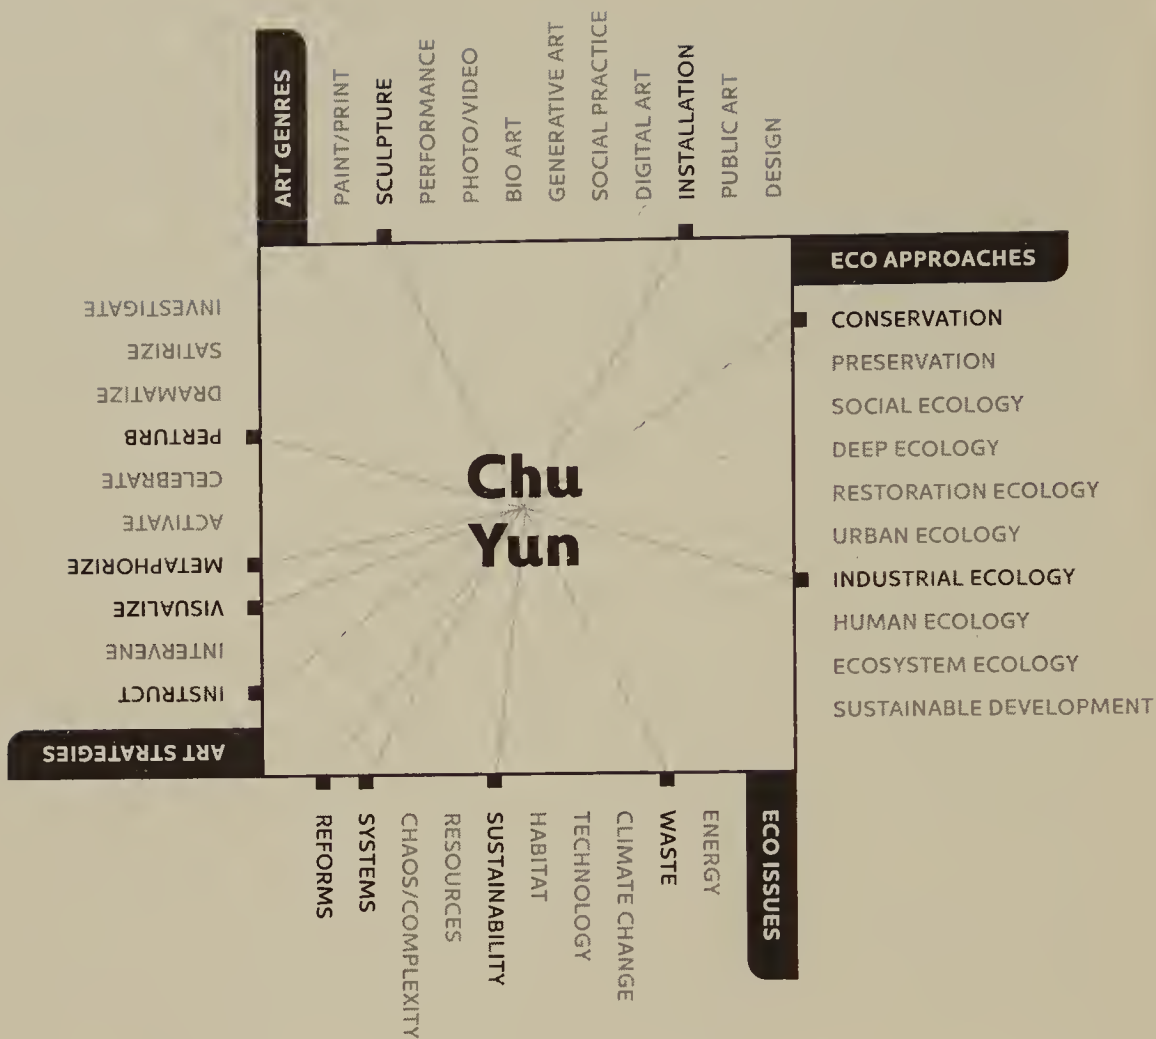 ART GENRES
PAINT/PRINT
SCULPTURE
PERFORMANCE
PHOTO/VIDEO
BIO ART
GENERATIVE ART
SOCIAL PRACTICE
DIGITAL ART
INSTALLATION
PUBLIC ART
DESIGN
ECO APPROACHES
CONSERVATION
PRESERVATION
SOCIAL ECOLOGY
DEEP ECOLOGY
RESTORATION ECOLOGY
URBAN ECOLOGY
INDUSTRIAL ECOLOGY
HUMAN ECOLOGY
ECOSYSTEM ECOLOGY
SUSTAINABLE DEVELOPMENT
ECO ISSUES
ENERGY
WASTE
CLIMATE CHANGE
TECHNOLOGY
HABITAT
SUSTAINABILITY
RESOURCES
CHAOS/COMPLEXITY
SYSTEMS
REFORMS
ART STRATEGIES
INSTRUCT
INTERVENE
VISUALIZE
METAPHORIZE
ACTIVATE
CELEBRATE
PERTURB
DRAMATIZE
SATIRIZE
INVESTIGATE
Chu
Yun